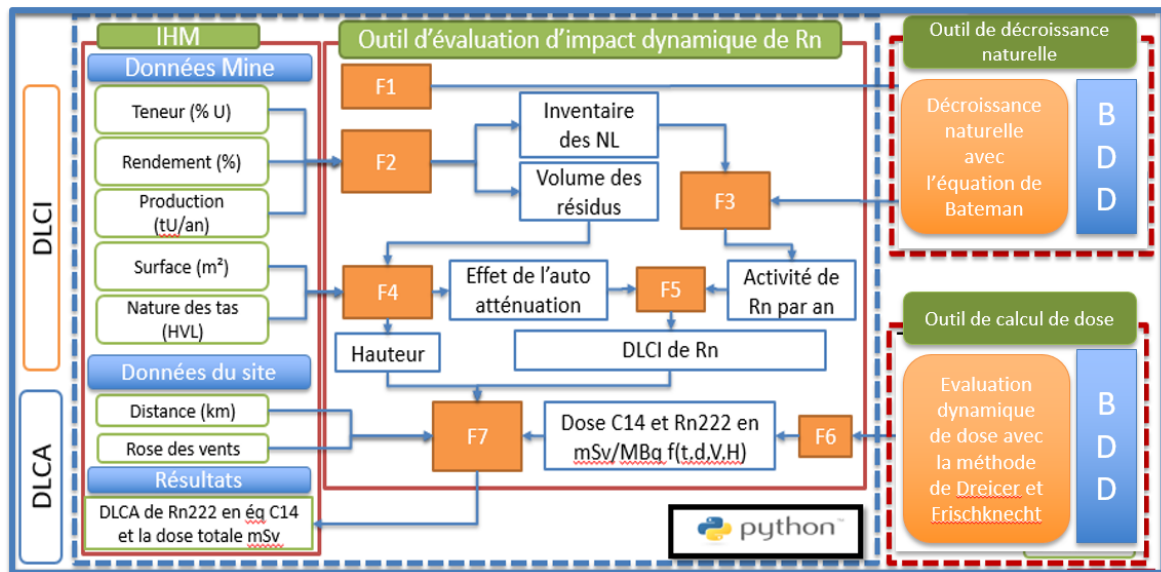 DLCI
DLCA
IHM
Données Mine
Teneur (% U)
Rendement (%)
Production
(tU/an)
Surface (m²)
Nature des tas
(HVL)
Données du site
Distance (km)
Rose des vents
Résultats
DLCA de Rn222 en éq C14
et la dose totale mSv
Outil d'évaluation d'impact dynamique de Rn
F1
F2
Inventaire
des NL
Volume des
résidus
F3
F4
Effet de l'auto
atténuation
F5
Activité de
Rn par an
Hauteur
DLCI de Rn
F7
Dose C14 et Rn222 en
mSv/MBq f(t.d.V.H)
F6
python™
Outil de décroissance
naturelle
Décroissance
naturelle
avec
l'équation de
Bateman
B
D
D
Outil de calcul de dose
Evaluation
dynamique
de dose avec
la méthode
de Dreicer et
Frischknecht
B
D
D